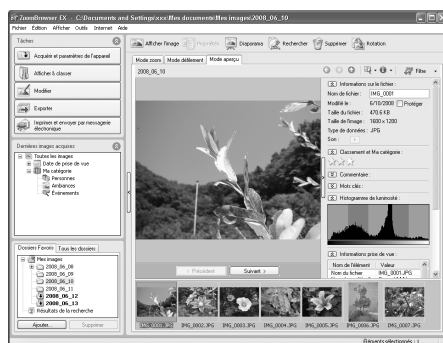 ZoomBrowser EX - C:\Documents and Settings\xxx\Mes documents\Mes images\2008_06_10
Fichier Edition Afficher Outils Internet Aide
Tâches
Acquérir et paramètres de l'appareil
Afficher & classer
Modifier
Exporter
Imprimer et envoyer par messagerie
électronique
Dernières images acquises
Toutes les images
Date de prise de vue
Ma catégorie
Personnes
Ambiances
Événements
Dossiers Favoris Tous les dossiers
Mes images
2008_06_08
2008_06_09
2008_06_10
2008_06_11
2008_06_12
2008_06_13
Résultats de la recherche
Ajouter... Supprimer
Afficher l'image Propriétés Diaporama Rechercher Supprimer Rotation
Mode zoom Mode défilement Mode aperçu
2008_06_10
Filtre
< Précédent Suivant >
Informations sur le fichier :
Nom de fichier : IMG_0001
Modifié le : 6/10/2008 Protéger
Taille du fichier : 470.6 KB
Taille de l'image : 1600 x 1200
Type de données : JPG
Son :
Classement et Ma catégorie :
Commentaire :
Mots clés :
Histogramme de luminosité :
Informations prise de vue :
Nom de l'élément Valeur
Nom du fichier IMG_0001.JPG
IMG_0001.JPG IMG_0002.JPG IMG_0003.JPG IMG_0004.JPG IMG_0005.JPG IMG_0006.JPG IMG_0007.JPG
Éléments sélectionnés : 1